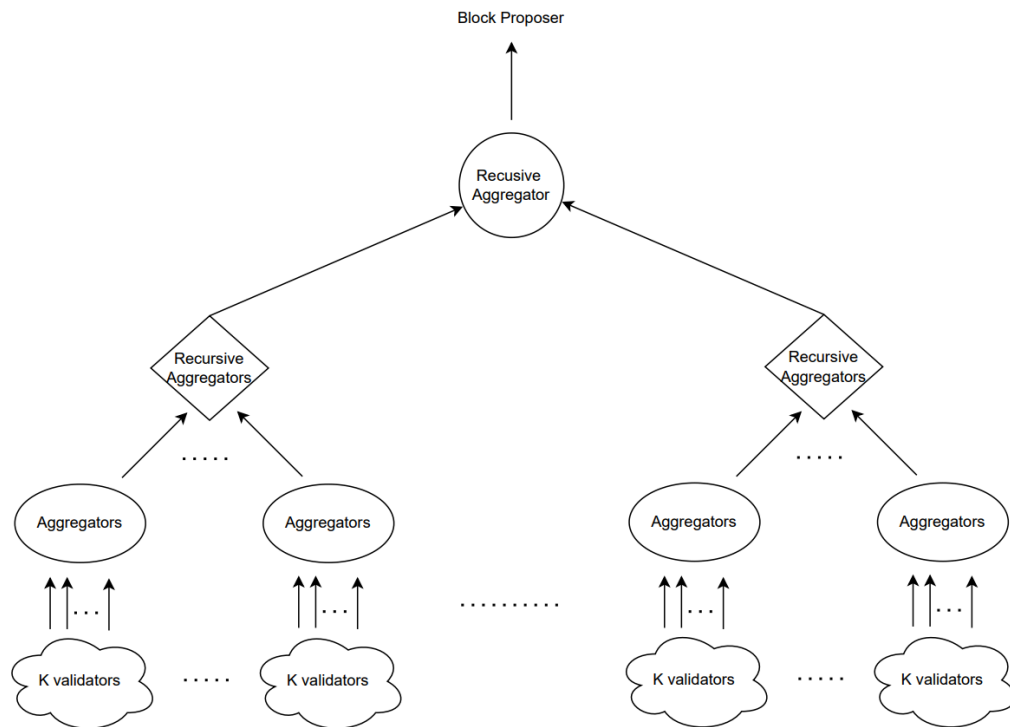 Block Proposer
Recusive
Aggregator
Recursive
Aggregators
Recursive
Aggregators
.....
.....
Aggregators
Aggregators
Aggregators
Aggregators
...
...
..........
...
...
K validators
.....
K validators
K validators
.....
K validators